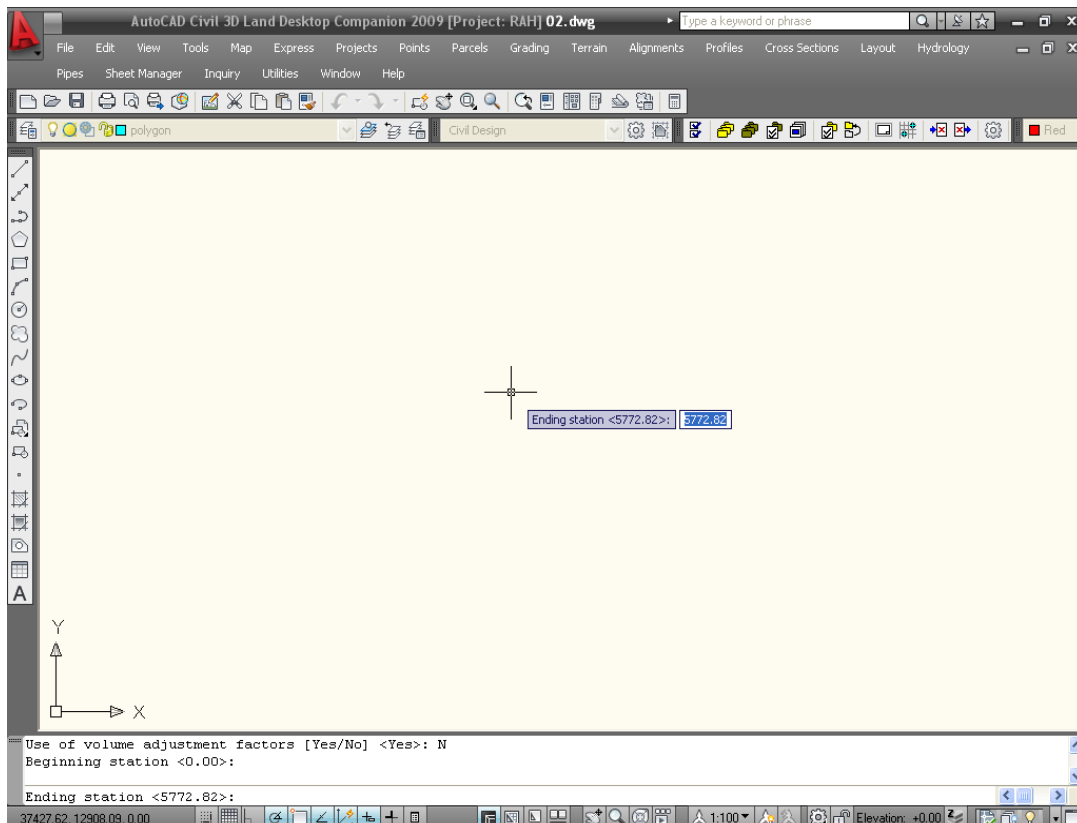 AutoCAD Civil 3D Land Desktop Companion 2009 [Project: RAH] 02.dwg Type a keyword or phrase
File Edit View Tools Map Express Projects Points Parcels Grading Terrain Alignments Profiles Cross Sections Layout Hydrology
Pipes Sheet Manager Inquiry Utilities Window Help
polygon Civil Design Red
Ending station <5772.82>: 5772.82
A
Y
X
Use of volume adjustment factors [Yes/No] <Yes>: N
Beginning station <0.00>:
Ending station <5772.82>:
37427.62, 12908.09, 0.00 1:100 Elevation: +0.00